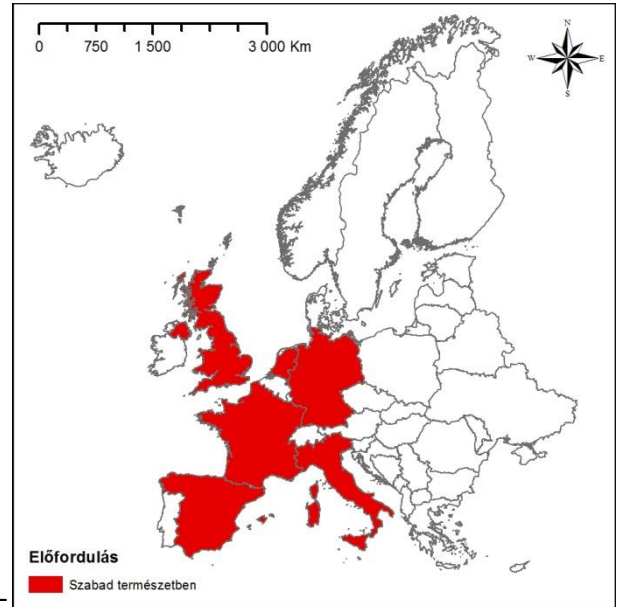 0 750 1 500 3 000 Km
N
W E
S
Előfordulás
Szabad természetben